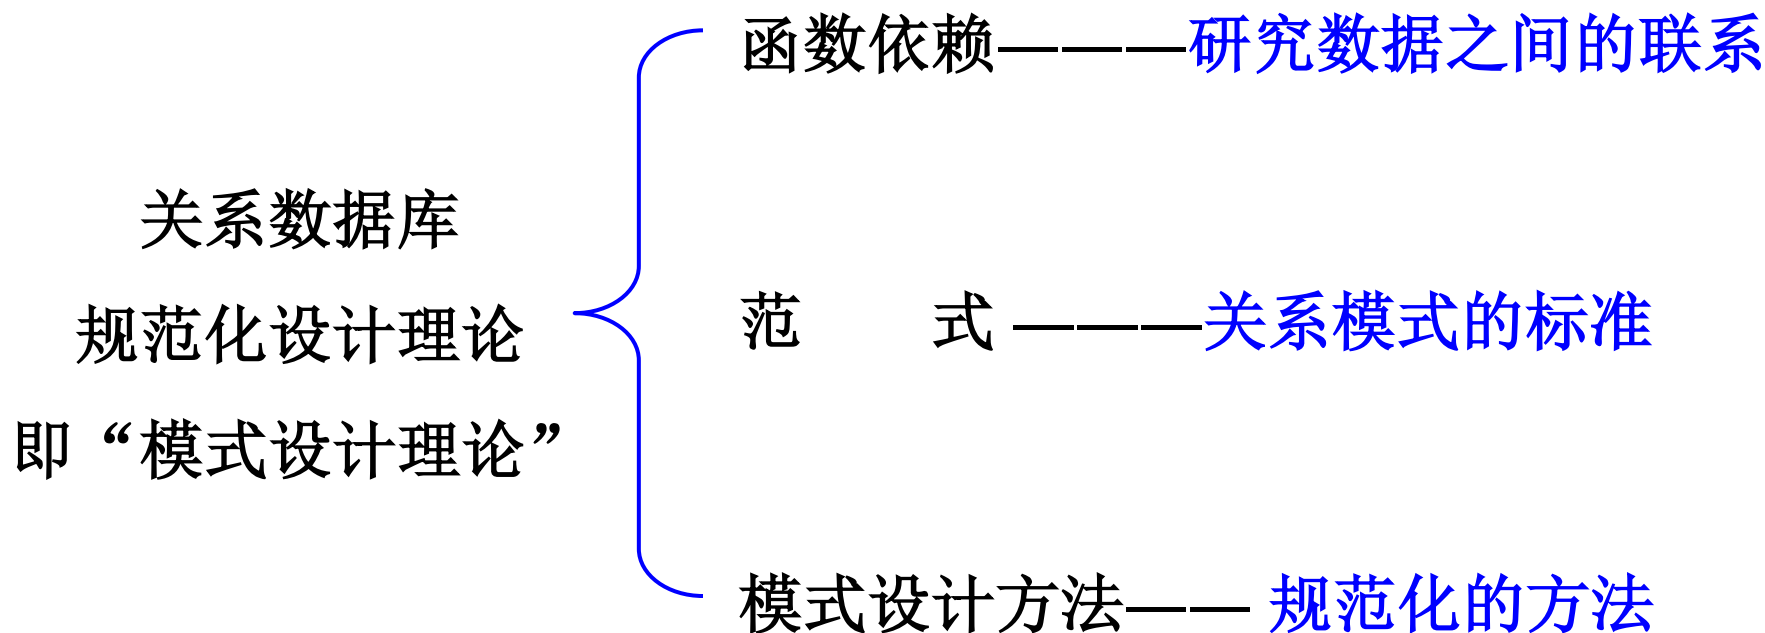 函数依赖———研究数据之间的联系
关系数据库
规范化设计理论
即“模式设计理论”
范 式 ———关系模式的标准
模式设计方法—— 规范化的方法